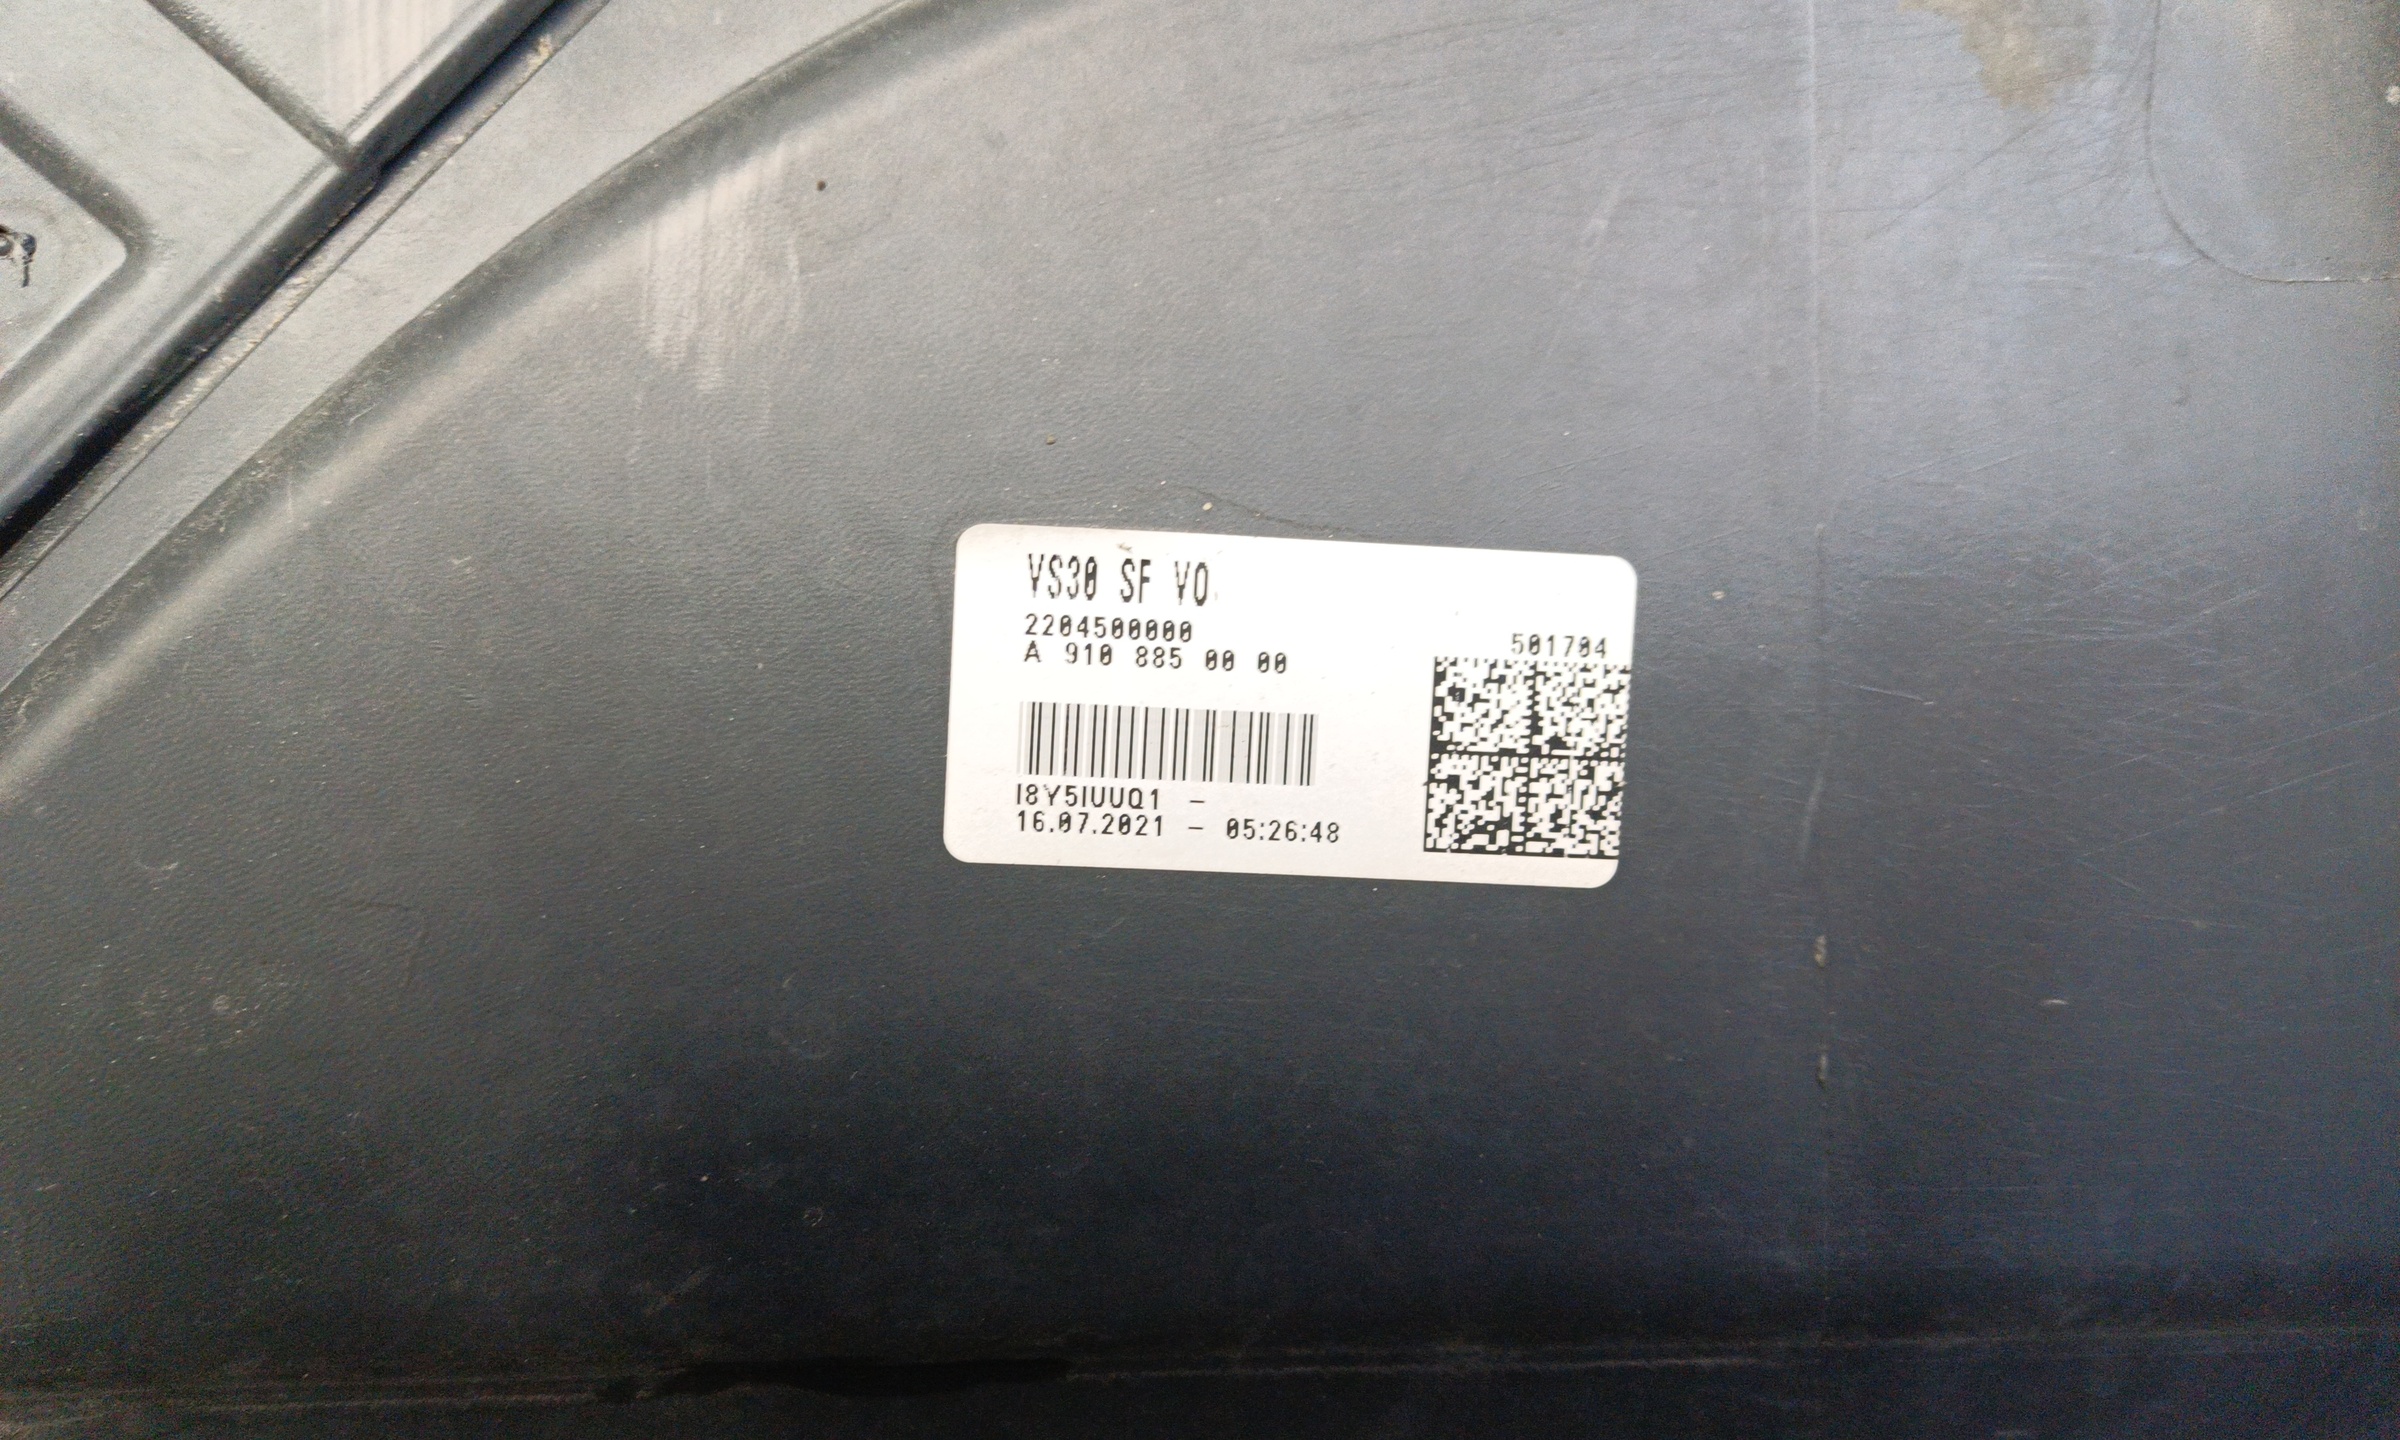 VS30 SF VO
2204500000
A 910 885 00 00
501704
I8Y5IUUQ1 -
16.07.2021 - 05:26:48